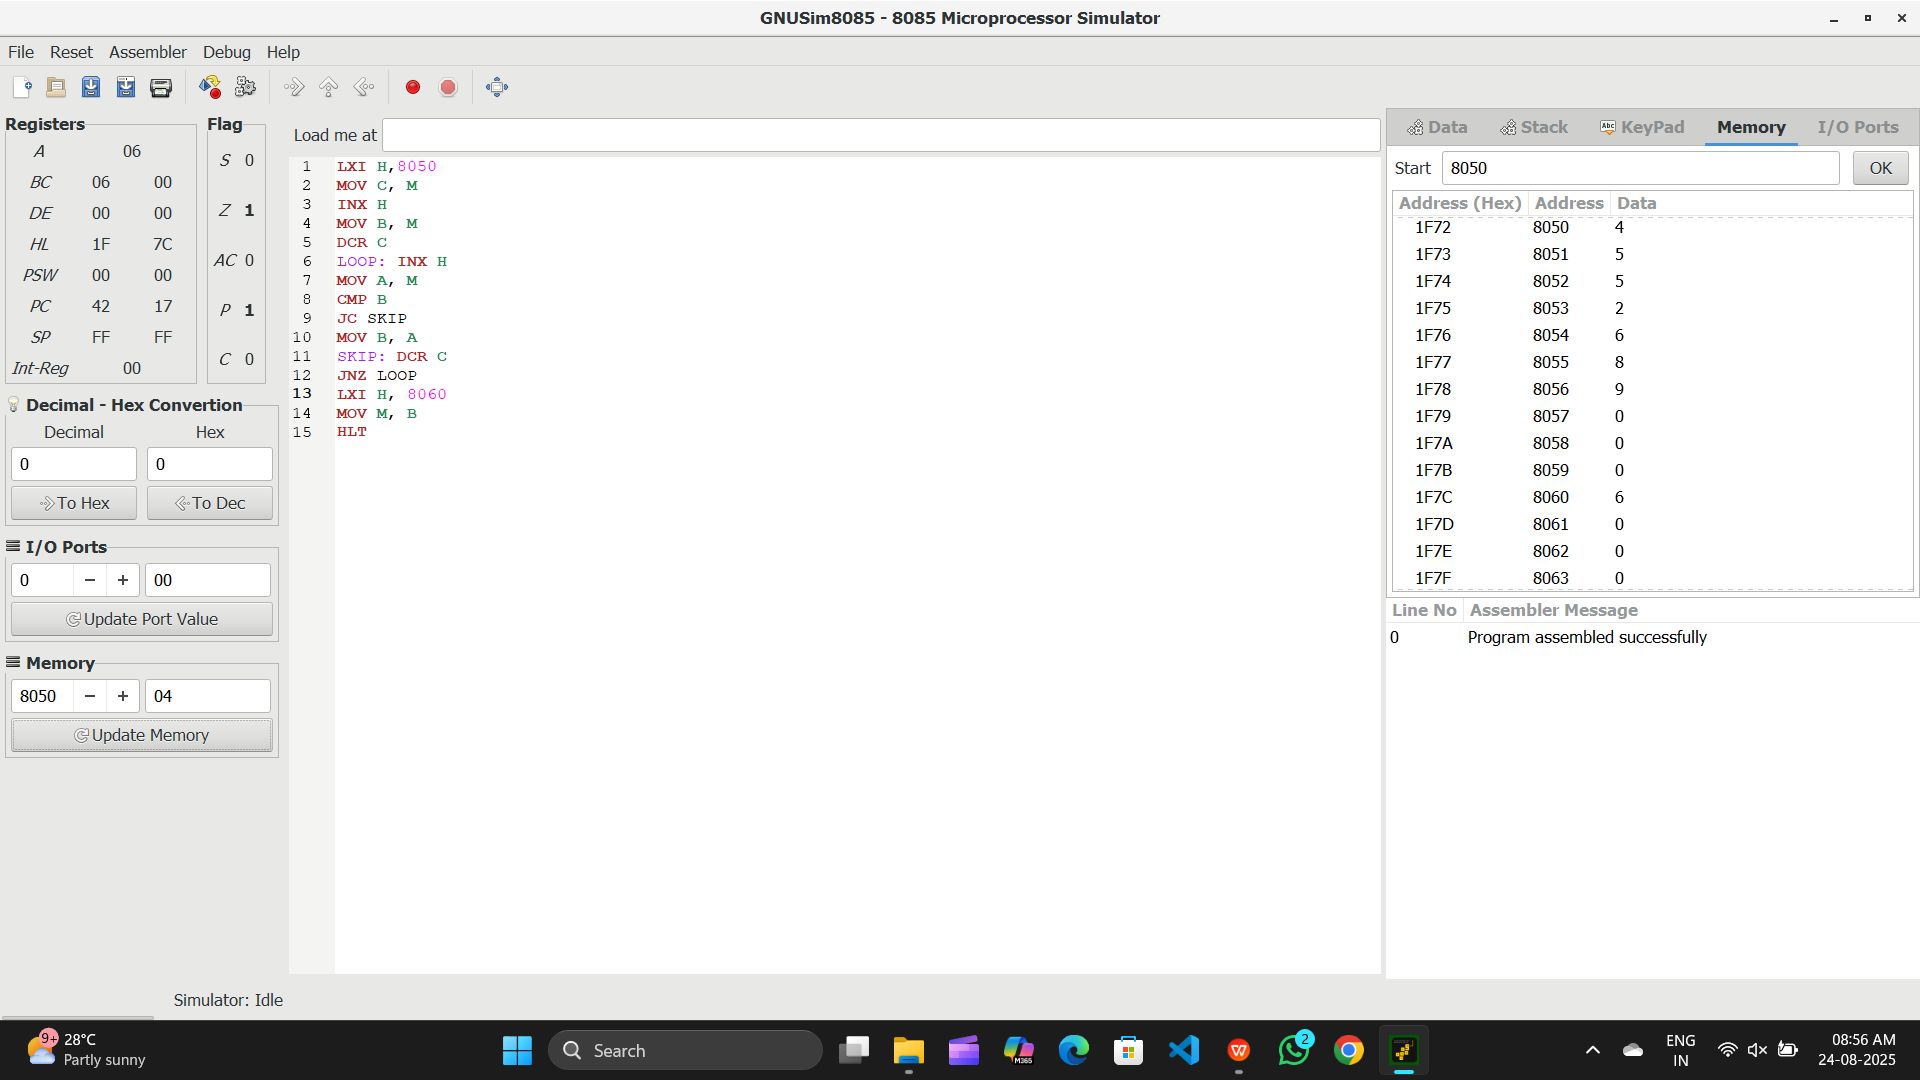 GNUSim8085 - 8085 Microprocessor Simulator
File Reset Assembler Debug Help
Registers
A 06
BC 06 00
DE 00 00
HL 1F 7C
PSW 00 00
PC 42 17
SP FF FF
Int-Reg 00
Flag
S 0
Z 1
AC 0
P 1
C 0
Decimal - Hex Convertion
Decimal Hex
0 0
To Hex To Dec
I/O Ports
0 − + 00
Update Port Value
Memory
8050 − + 04
Update Memory
Load me at
1 LXI H,8050
2 MOV C, M
3 INX H
4 MOV B, M
5 DCR C
6 LOOP: INX H
7 MOV A, M
8 CMP B
9 JC SKIP
10 MOV B, A
11 SKIP: DCR C
12 JNZ LOOP
13 LXI H, 8060
14 MOV M, B
15 HLT
Data Stack Abc KeyPad Memory I/O Ports
Start 8050 OK
Address (Hex) Address Data
1F72 8050 4
1F73 8051 5
1F74 8052 5
1F75 8053 2
1F76 8054 6
1F77 8055 8
1F78 8056 9
1F79 8057 0
1F7A 8058 0
1F7B 8059 0
1F7C 8060 6
1F7D 8061 0
1F7E 8062 0
1F7F 8063 0
Line No Assembler Message
0 Program assembled successfully
Simulator: Idle
9+ 28°C
Partly sunny
Search
M365
2
ENG
IN
08:56 AM
24-08-2025